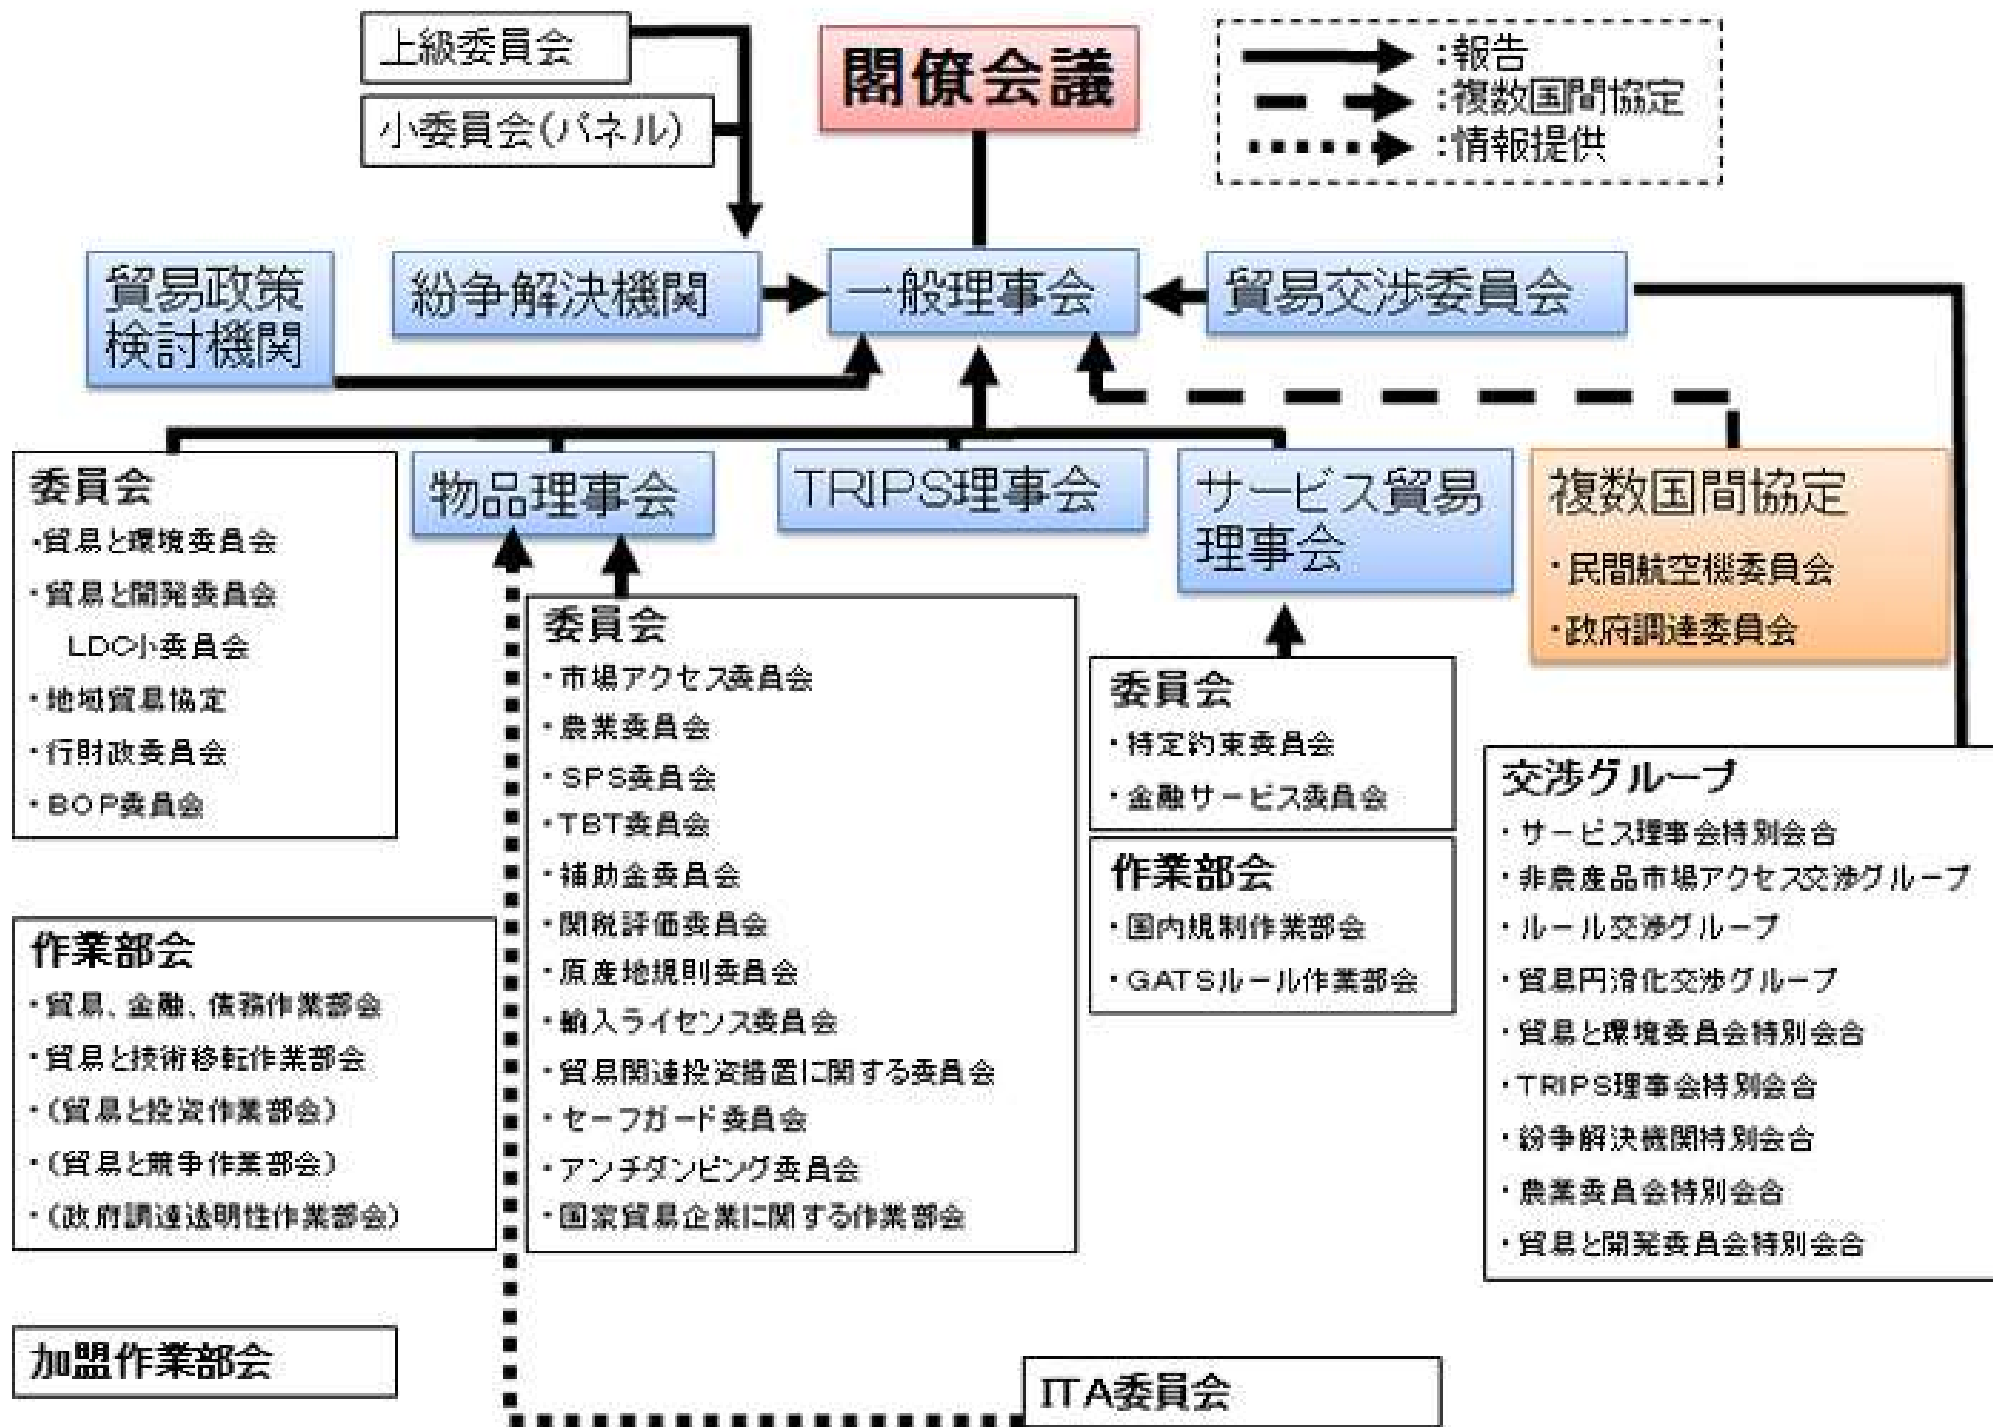 上級委員会
小委員会(パネル)
閣僚会議
:報告
:複数国間協定
:情報提供
貿易政策
検討機関
紛争解決機関
一般理事会
貿易交渉委員会
委員会
・貿易と環境委員会
・貿易と開発委員会
LDC小委員会
・地域貿易協定
・行財政委員会
・BOP委員会
物品理事会
TRIPS理事会
サービス貿易
理事会
複数国間協定
・民間航空機委員会
・政府調達委員会
委員会
・市場アクセス委員会
・農業委員会
・SPS委員会
・TBT委員会
・補助金委員会
・関税評価委員会
・原産地規則委員会
・輸入ライセンス委員会
・貿易関連投資措置に関する委員会
・セーフガード委員会
・アンチダンピング委員会
・国家貿易企業に関する作業部会
委員会
・特定約束委員会
・金融サービス委員会
作業部会
・国内規制作業部会
・GATSルール作業部会
交渉グループ
・サービス理事会特別会合
・非農産品市場アクセス交渉グループ
・ルール交渉グループ
・貿易円滑化交渉グループ
・貿易と環境委員会特別会合
・TRIPS理事会特別会合
・紛争解決機関特別会合
・農業委員会特別会合
・貿易と開発委員会特別会合
作業部会
・貿易、金融、債務作業部会
・貿易と技術移転作業部会
・(貿易と投資作業部会)
・(貿易と競争作業部会)
・(政府調達透明性作業部会)
加盟作業部会
ITA委員会